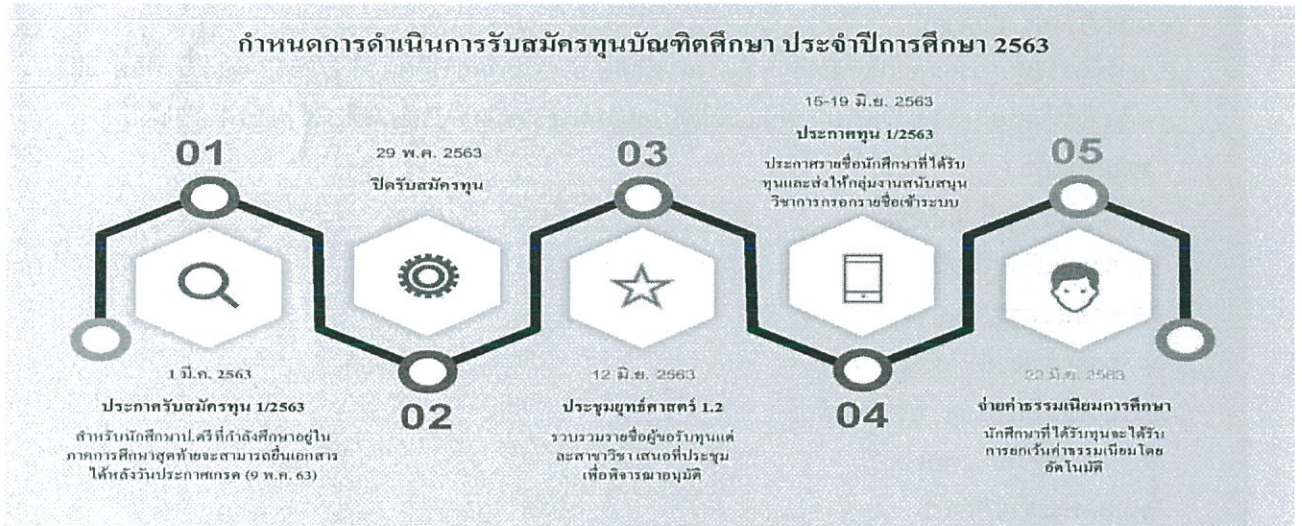 กำหนดการดำเนินการรับสมัครทุนบัณฑิตศึกษา ประจำปีการศึกษา 2563
01
1 มี.ค. 2563
ประกาศรับสมัครทุน 1/2563
สำหรับนักศึกษาป.ตรีที่กำลังศึกษาอยู่ใน
ภาคการศึกษาสุดท้ายจะสามารถยื่นเอกสาร
ได้หลังวันประกาศเกรด (9 พ.ค. 63)
29 พ.ค. 2563
ปิดรับสมัครทุน
02
03
12 มิ.ย. 2563
ประชุมยุทธ์ศาสตร์ 1.2
รวบรวมรายชื่อผู้ขอรับทุนแต่
ละสาขาวิชา เสนอที่ประชุม
เพื่อพิจารณาอนุมัติ
15-19 มิ.ย. 2563
ประกาศทุน 1/2563
ประกาศรายชื่อนักศึกษาที่ได้รับ
ทุนและส่งให้กลุ่มงานสนับสนุน
วิชาการกรอกรายชื่อเข้าระบบ
04
05
22 มิ.ย. 2563
จ่ายค่าธรรมเนียมการศึกษา
นักศึกษาที่ได้รับทุนจะได้รับ
การยกเว้นค่าธรรมเนียมโดย
อัตโนมัติ